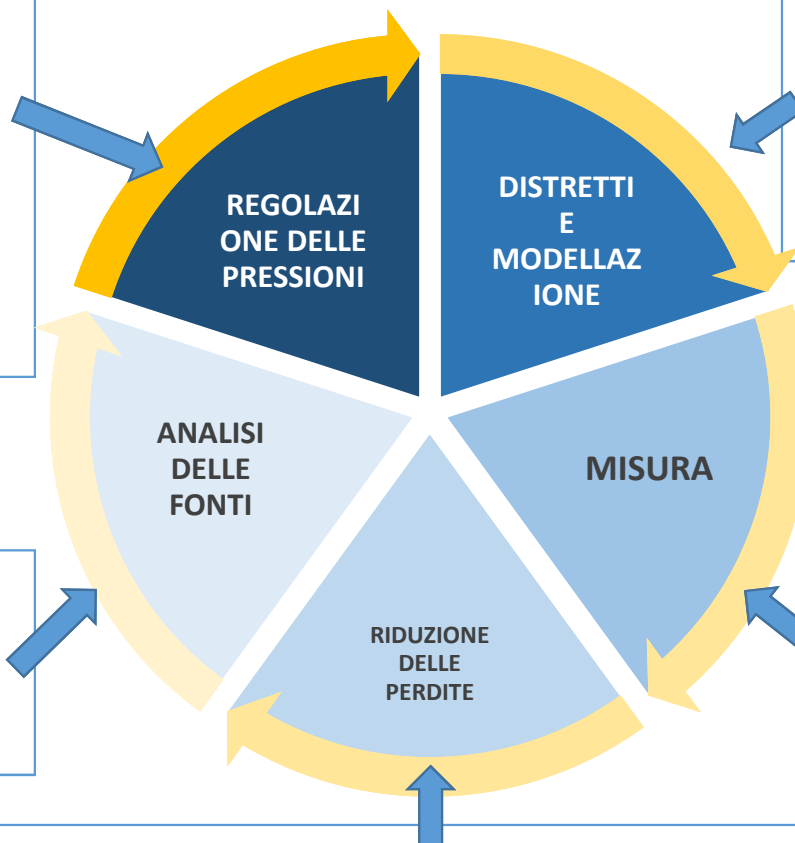 REGOLAZI
ONE DELLE
PRESSIONI
DISTRETTI
E
MODELLAZ
IONE
MISURA
RIDUZIONE
DELLE
PERDITE
ANALISI
DELLE
FONTI